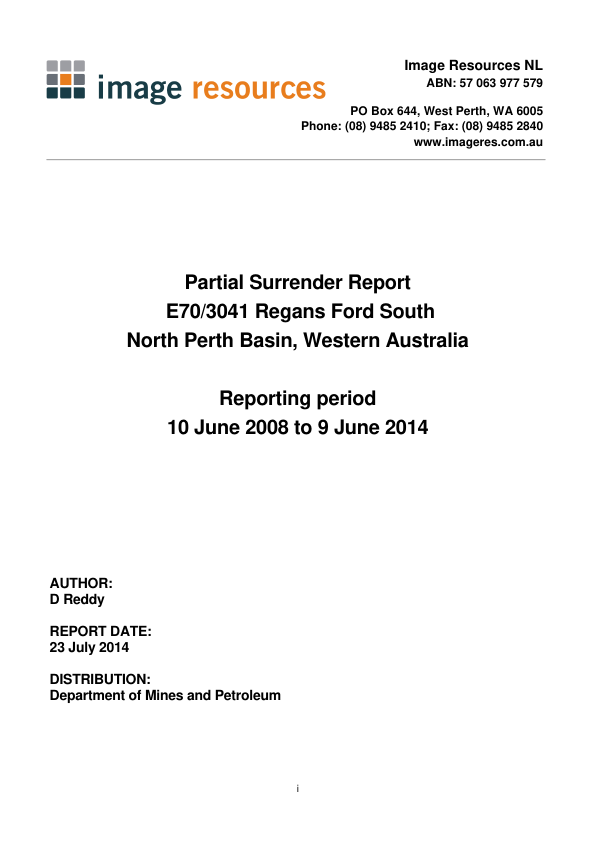 image resources
Image Resources NL
ABN: 57 063 977 579
PO Box 644, West Perth, WA 6005
Phone: (08) 9485 2410; Fax: (08) 9485 2840
www.imageres.com.au
Partial Surrender Report
E70/3041 Regans Ford South
North Perth Basin, Western Australia
Reporting period
10 June 2008 to 9 June 2014
AUTHOR:
D Reddy
REPORT DATE:
23 July 2014
DISTRIBUTION:
Department of Mines and Petroleum
i